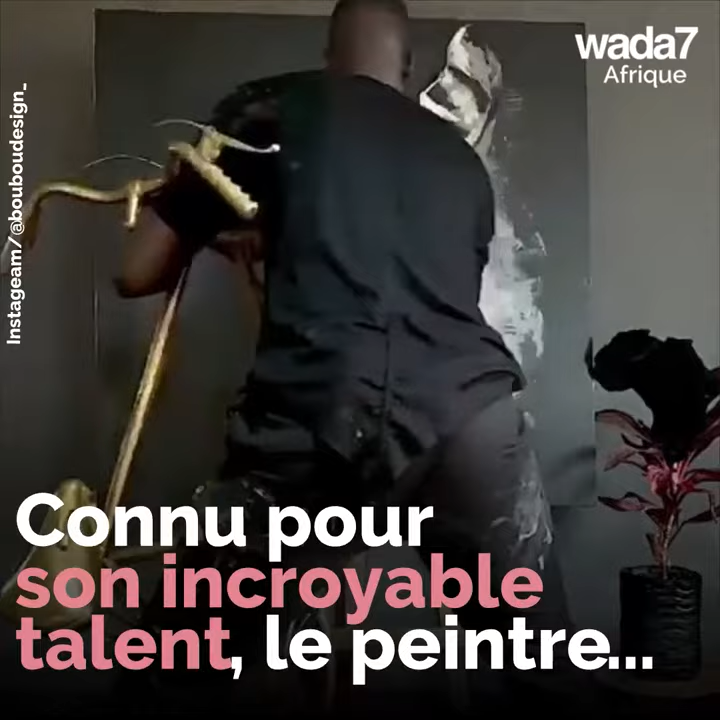 wada7
Afrique
Instageam/@bouboudesign_
Connu pour
son incroyable
talent, le peintre...